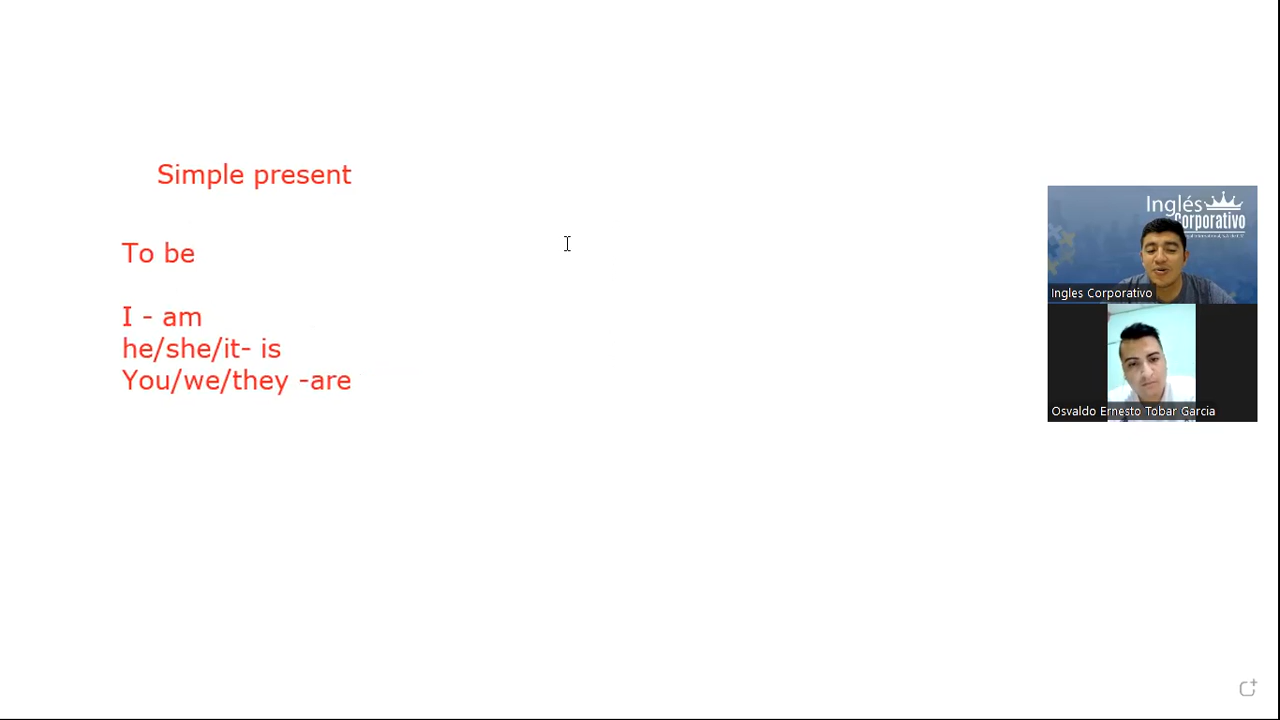 Simple present
To be
I - am
he/she/it- is
You/we/they -are
Inglés
Corporativo
Ingles Corporativo
Osvaldo Ernesto Tobar Garcia